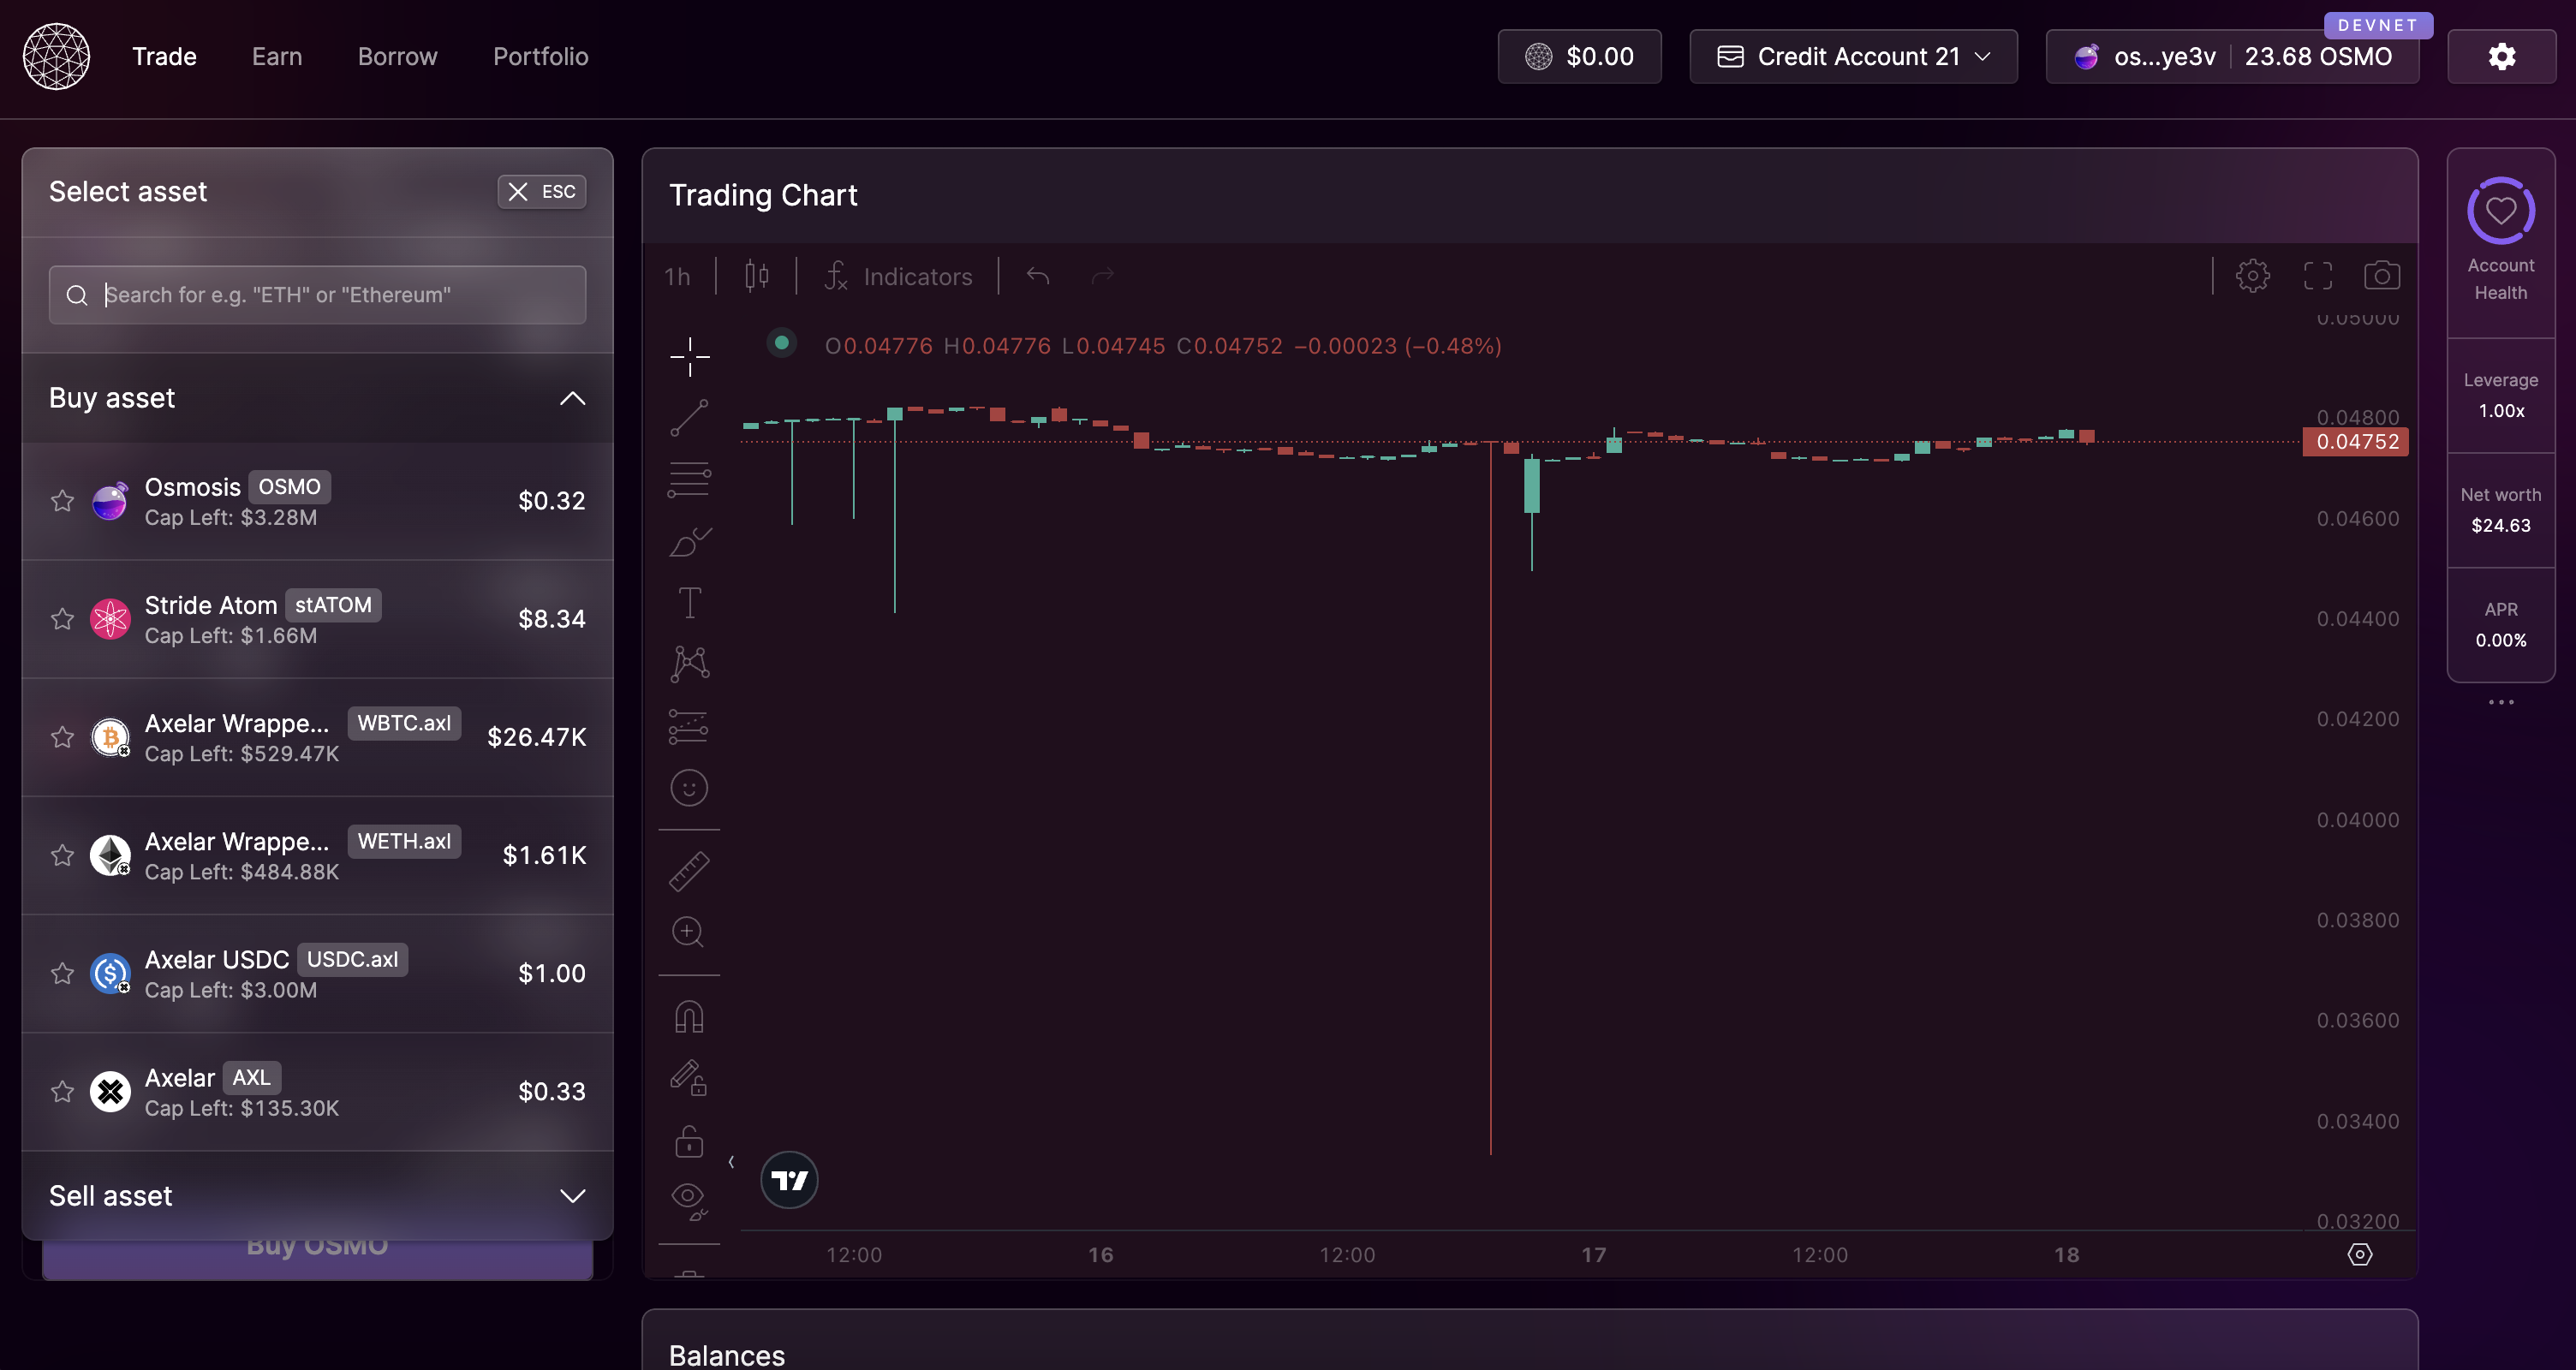 DEVNET
Trade Earn Borrow Portfolio $0.00 Credit Account 21 os...ye3v 23.68 OSMO
Select asset ESC
Search for e.g. "ETH" or "Ethereum"
Buy asset
Osmosis OSMO
Cap Left: $3.28M
$0.32
Stride Atom stATOM
Cap Left: $1.66M
$8.34
Axelar Wrappe... WBTC.axl
Cap Left: $529.47K
$26.47K
Axelar Wrappe... WETH.axl
Cap Left: $484.88K
$1.61K
Axelar USDC USDC.axl
Cap Left: $3.00M
$1.00
Axelar AXL
Cap Left: $135.30K
$0.33
Sell asset
Buy OSMO
Trading Chart
1h Indicators
O0.04776 H0.04776 L0.04745 C0.04752 −0.00023 (−0.48%)
0.05000
0.04800
0.04752
0.04600
0.04400
0.04200
0.04000
0.03800
0.03600
0.03400
0.03200
12:00 16 12:00 17 12:00 18
Balances
Account
Health
Leverage
1.00x
Net worth
$24.63
APR
0.00%